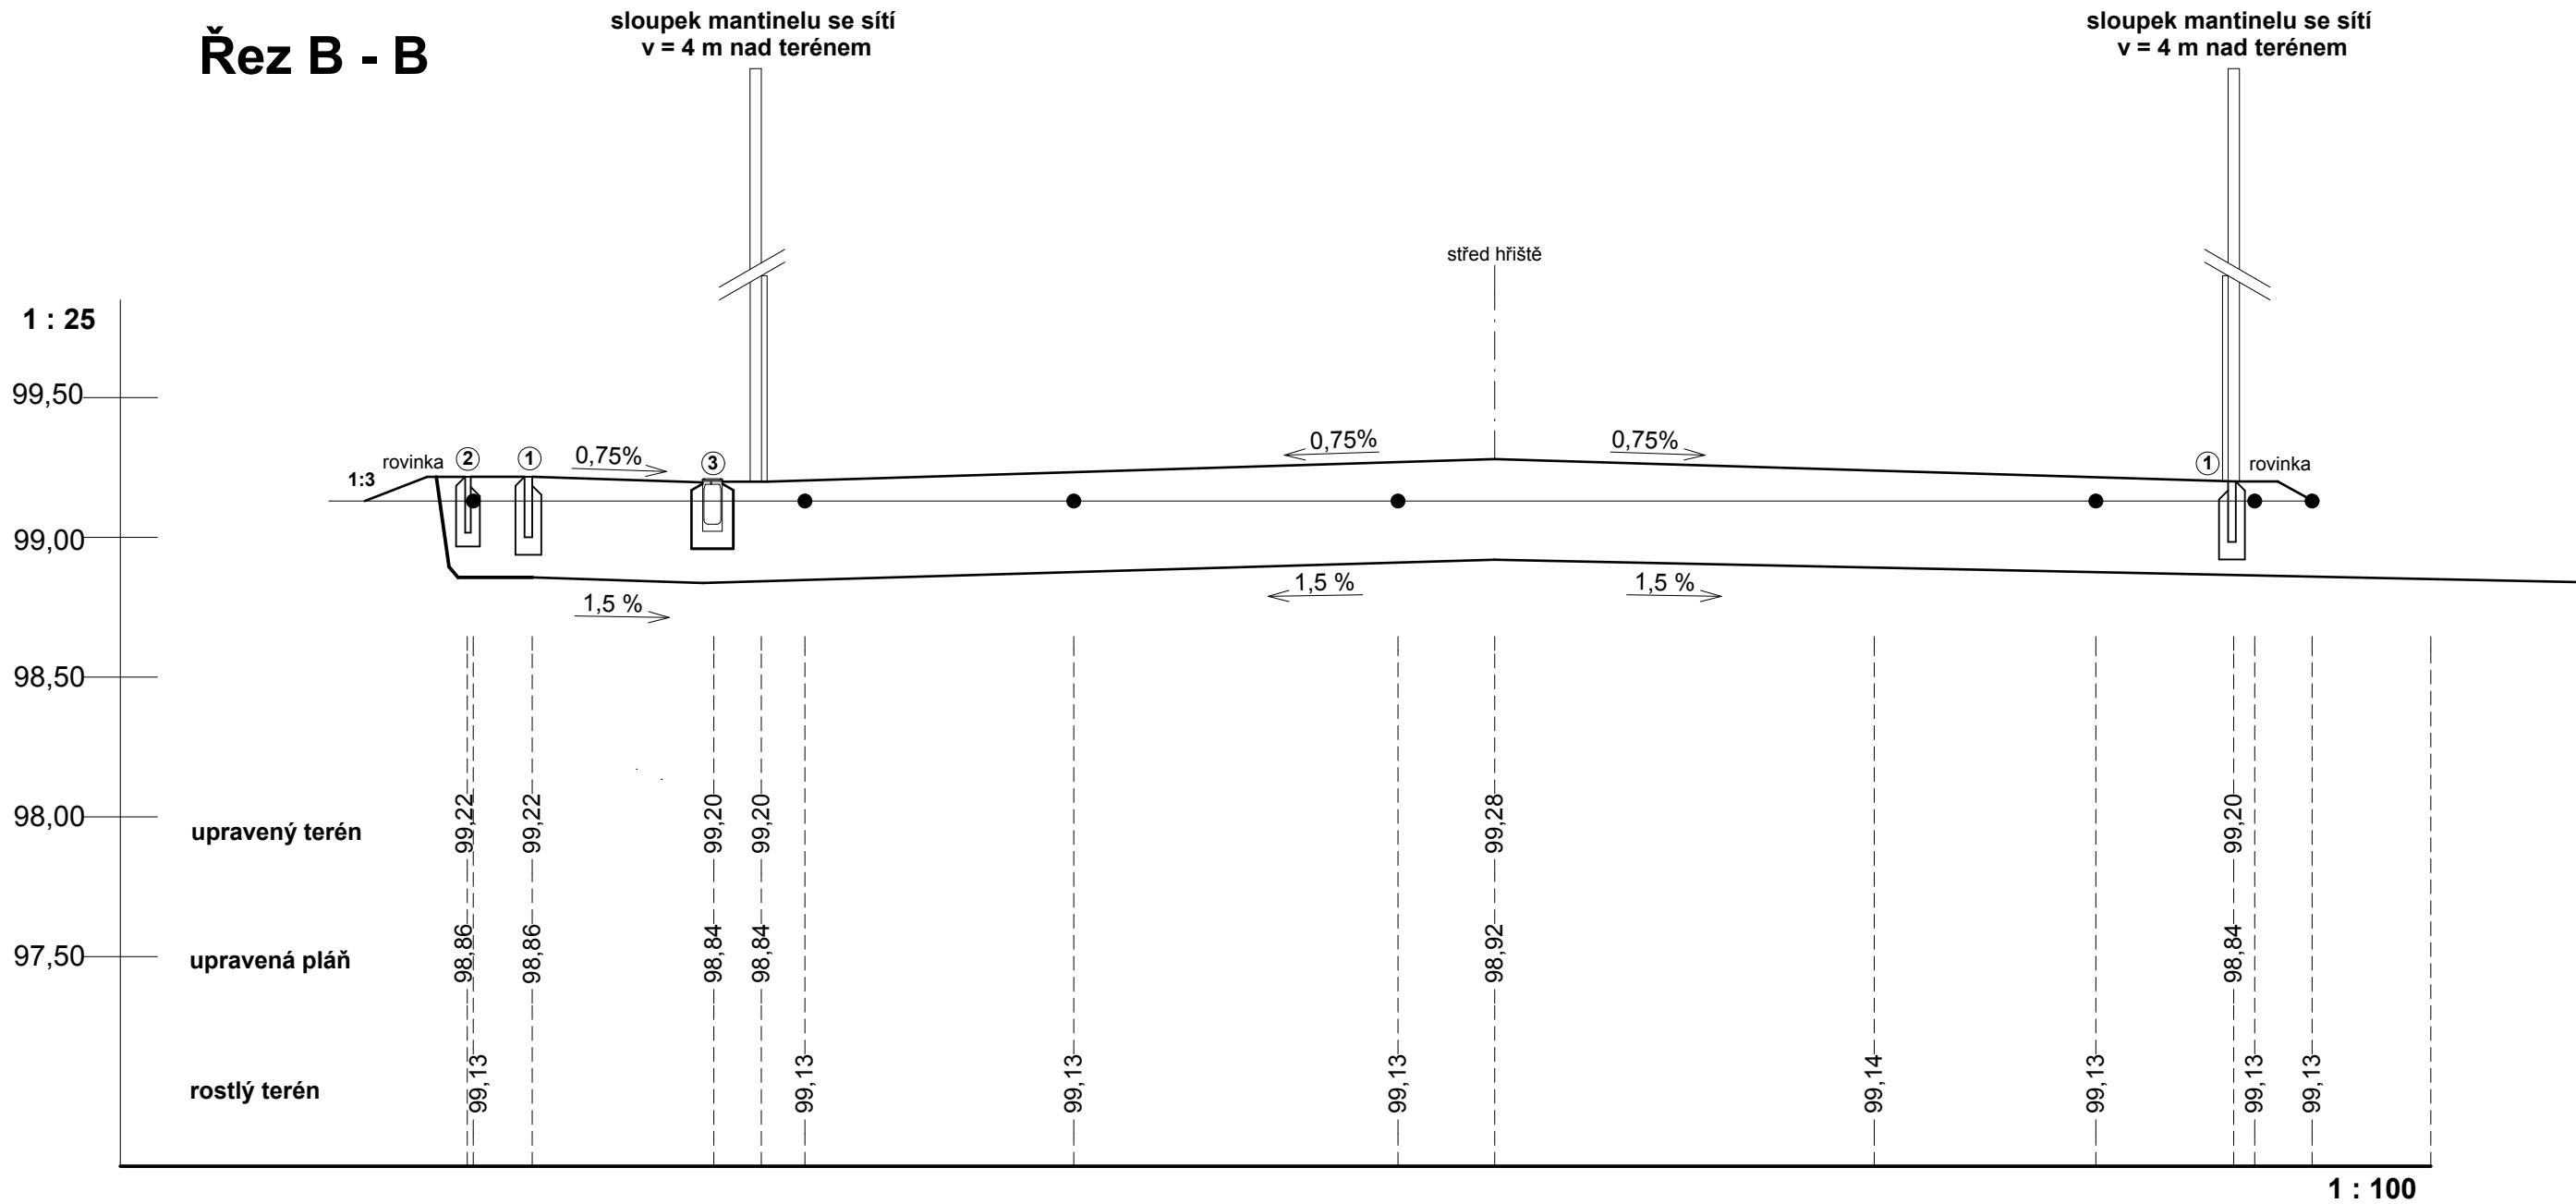 Řez B - B
sloupek mantinelu se sítí
v = 4 m nad terénem
sloupek mantinelu se sítí
v = 4 m nad terénem
střed hřiště
1 : 25
99,50
99,00
98,50
98,00
97,50
1:3
rovinka
2
1
0,75%
3
0,75%
0,75%
1
rovinka
1,5 %
1,5 %
1,5 %
upravený terén
99,22
99,22
99,20
99,20
99,28
99,20
upravená pláň
98,86
98,86
98,84
98,84
98,92
98,84
rostlý terén
99,13
99,13
99,13
99,13
99,14
99,13
99,13
99,13
1 : 100